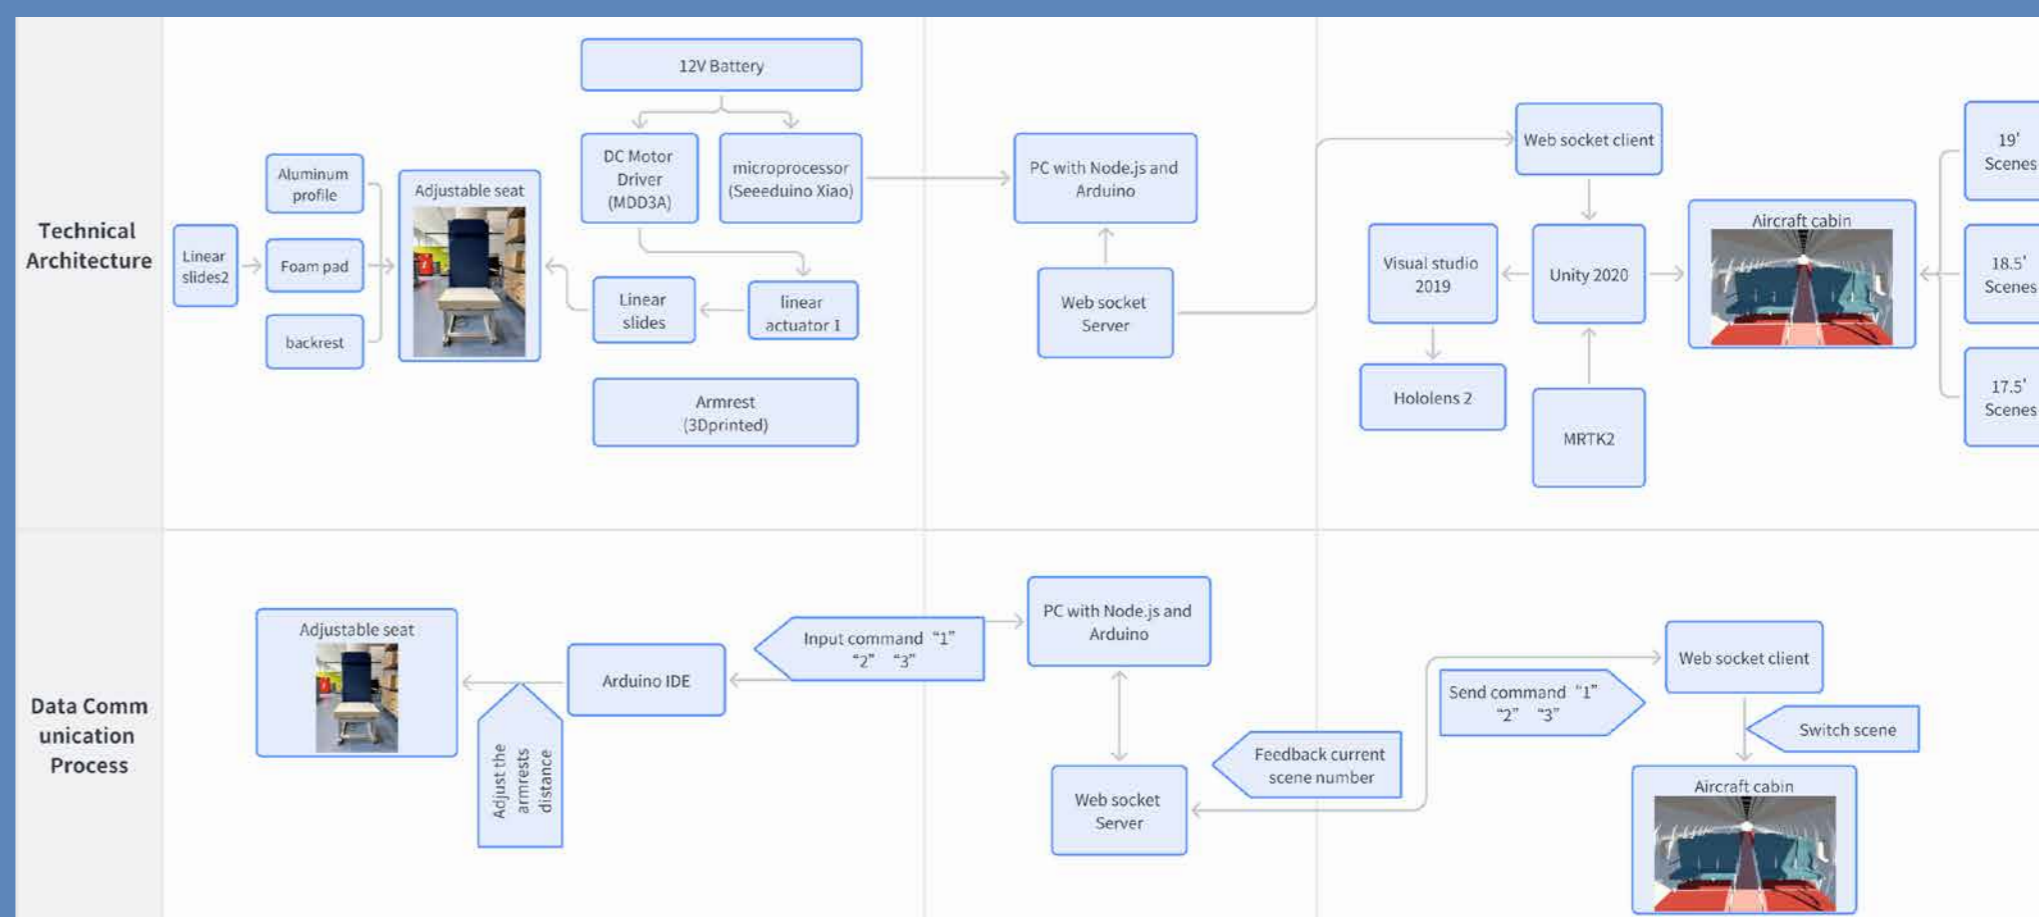 Technical
Architecture
Linear
slides2
Aluminum
profile
Foam pad
backrest
Adjustable seat
12V Battery
DC Motor
Driver
(MDD3A)
microprocessor
(Seeeduino Xiao)
Linear
slides
linear
actuator 1
Armrest
(3Dprinted)
PC with Node.js and
Arduino
Web socket
Server
Web socket client
Visual studio
2019
Unity 2020
Hololens 2
MRTK2
Aircraft cabin
19'
Scenes
18.5'
Scenes
17.5'
Scenes
Data Comm
unication
Process
Adjustable seat
Adjust the
armrests
distance
Arduino IDE
Input command “1”
“2” “3”
PC with Node.js and
Arduino
Web socket
Server
Feedback current
scene number
Send command “1”
“2” “3”
Web socket client
Switch scene
Aircraft cabin